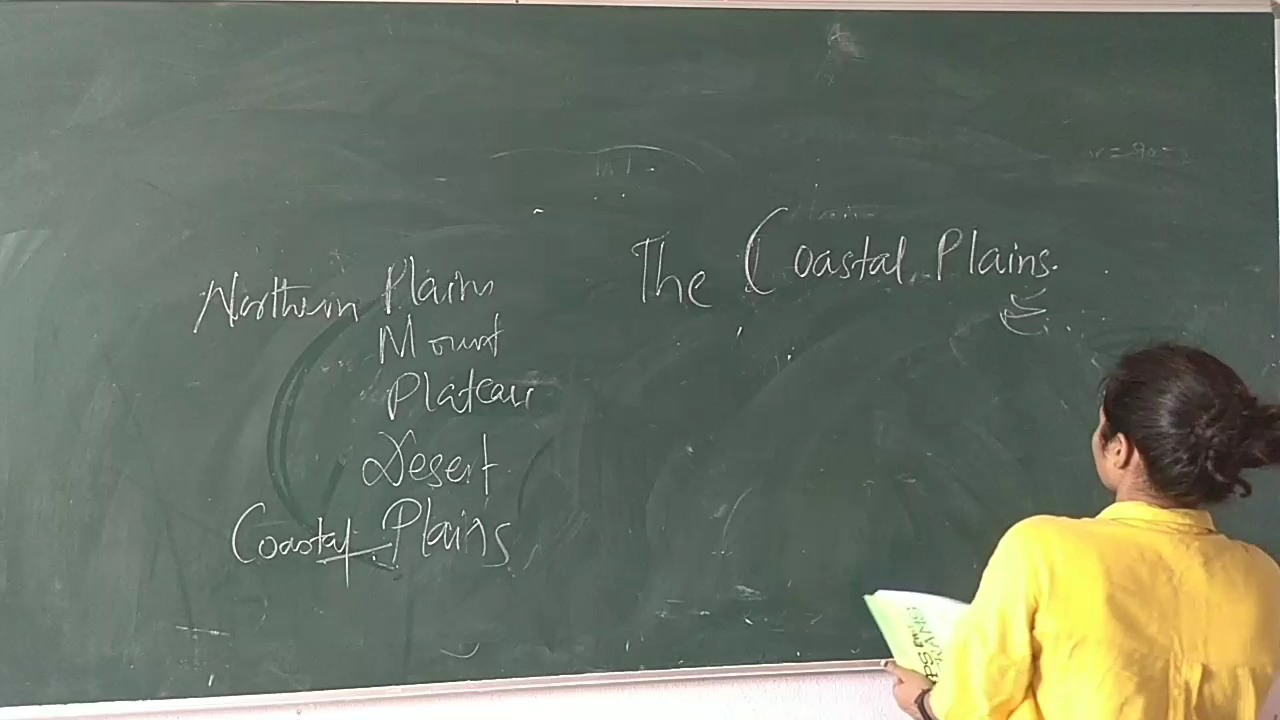 The Coastal Plains.
Northern Plains
Mount
Plateau
Desert
Coastal Plains